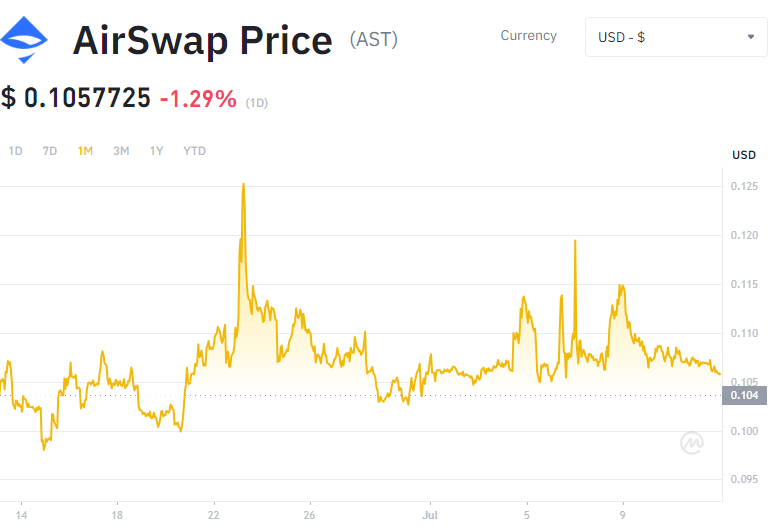 AirSwap Price (AST)
Currency
USD - $
$ 0.1057725 -1.29% (1D)
1D 7D 1M 3M 1Y YTD
USD
0.125
0.120
0.115
0.110
0.105
0.104
0.100
0.095
14 18 22 26 Jul 5 9